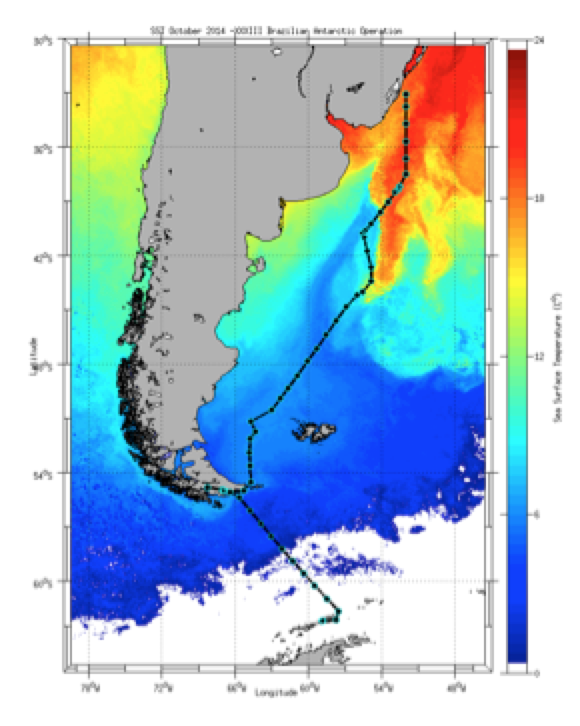 SST October 2014 -XXXIII Brazilian Antarctic Operation
30°S
36°S
42°S
48°S
54°S
60°S
Latitude
78°W 72°W 66°W 60°W 54°W 48°W
Longitude
24
18
12
6
0
Sea Surface Temperature (C°)